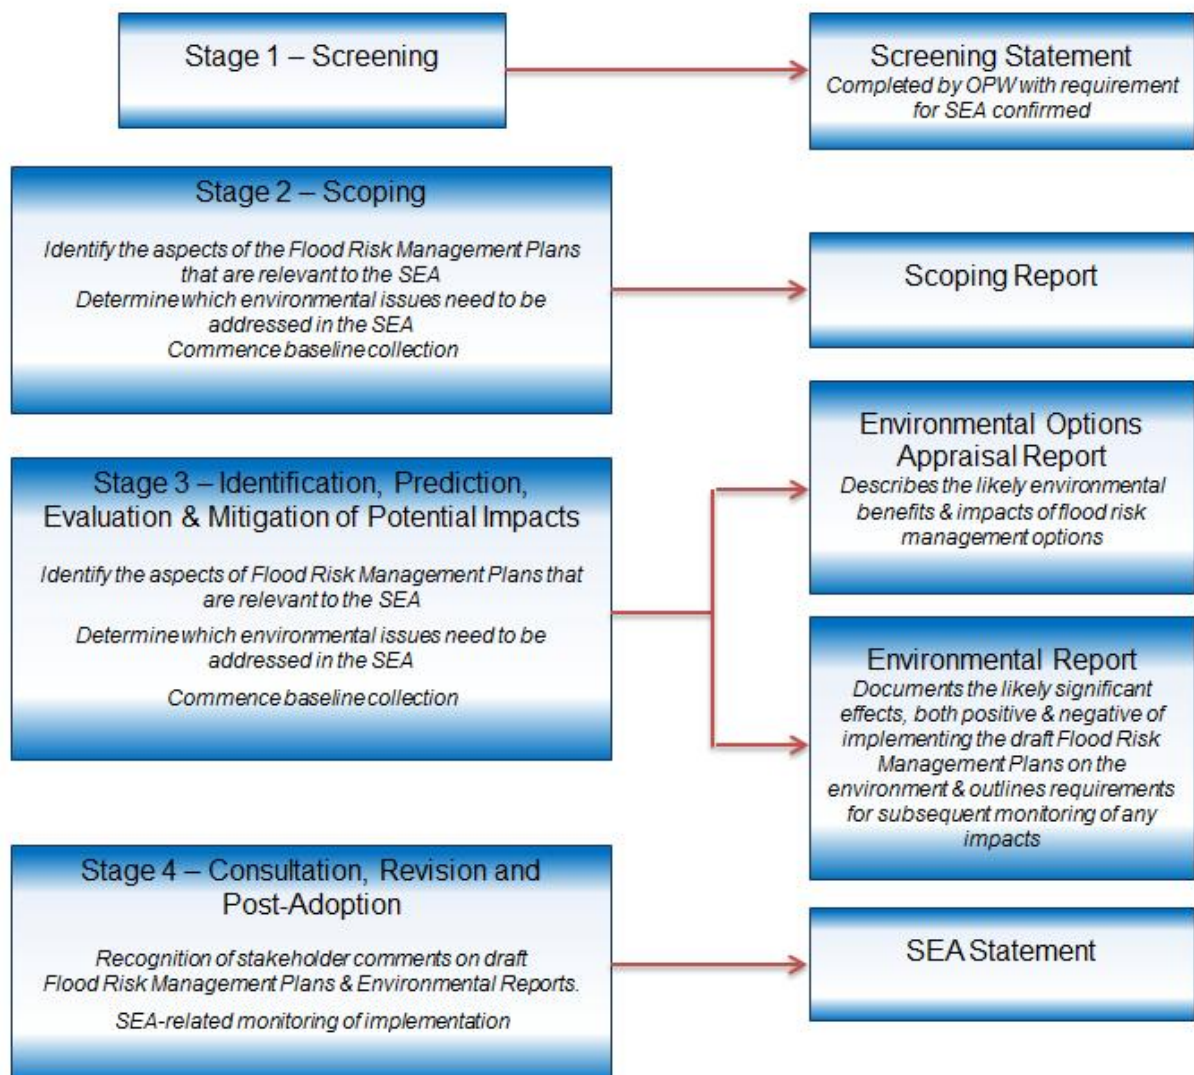 Stage 1 – Screening
Screening Statement
Completed by OPW with requirement
for SEA confirmed
Stage 2 – Scoping
Identify the aspects of the Flood Risk Management Plans
that are relevant to the SEA
Determine which environmental issues need to be
addressed in the SEA
Commence baseline collection
Scoping Report
Stage 3 – Identification, Prediction,
Evaluation & Mitigation of Potential Impacts
Identify the aspects of Flood Risk Management Plans that
are relevant to the SEA
Determine which environmental issues need to be
addressed in the SEA
Commence baseline collection
Environmental Options
Appraisal Report
Describes the likely environmental
benefits & impacts of flood risk
management options
Environmental Report
Documents the likely significant
effects, both positive & negative of
implementing the draft Flood Risk
Management Plans on the
environment & outlines requirements
for subsequent monitoring of any
impacts
Stage 4 – Consultation, Revision and
Post-Adoption
Recognition of stakeholder comments on draft
Flood Risk Management Plans & Environmental Reports.
SEA-related monitoring of implementation
SEA Statement